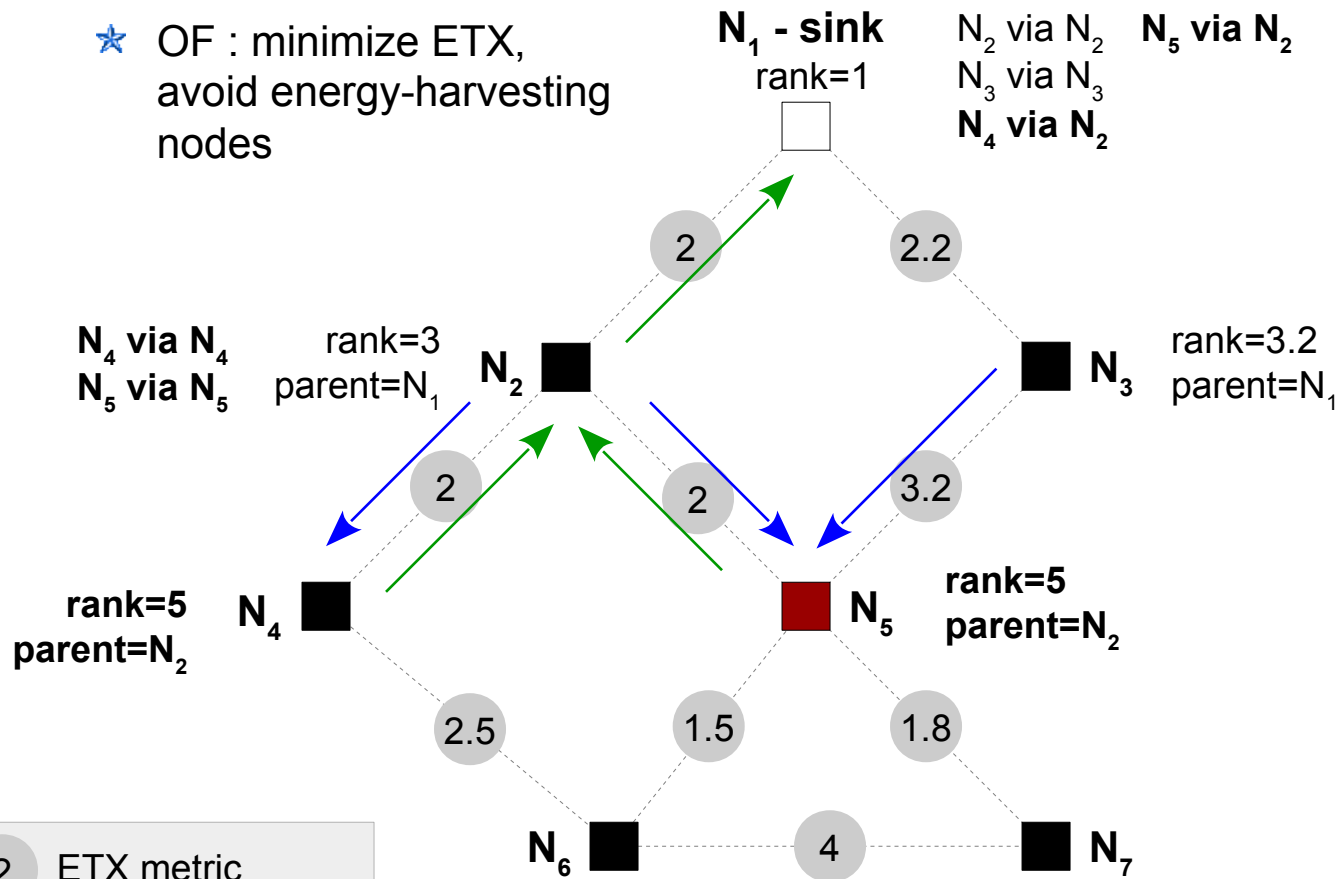 OF : minimize ETX,
avoid energy-harvesting
nodes
N₁ - sink
rank=1
N₂ via N₂
N₃ via N₃
N₄ via N₂
N₅ via N₂
2
2.2
N₄ via N₄
N₅ via N₅
rank=3
parent=N₁
N₂
N₃
rank=3.2
parent=N₁
2
2
3.2
rank=5
parent=N₂
N₄
N₅
rank=5
parent=N₂
2.5
1.5
1.8
N₆
4
N₇
2
ETX metric